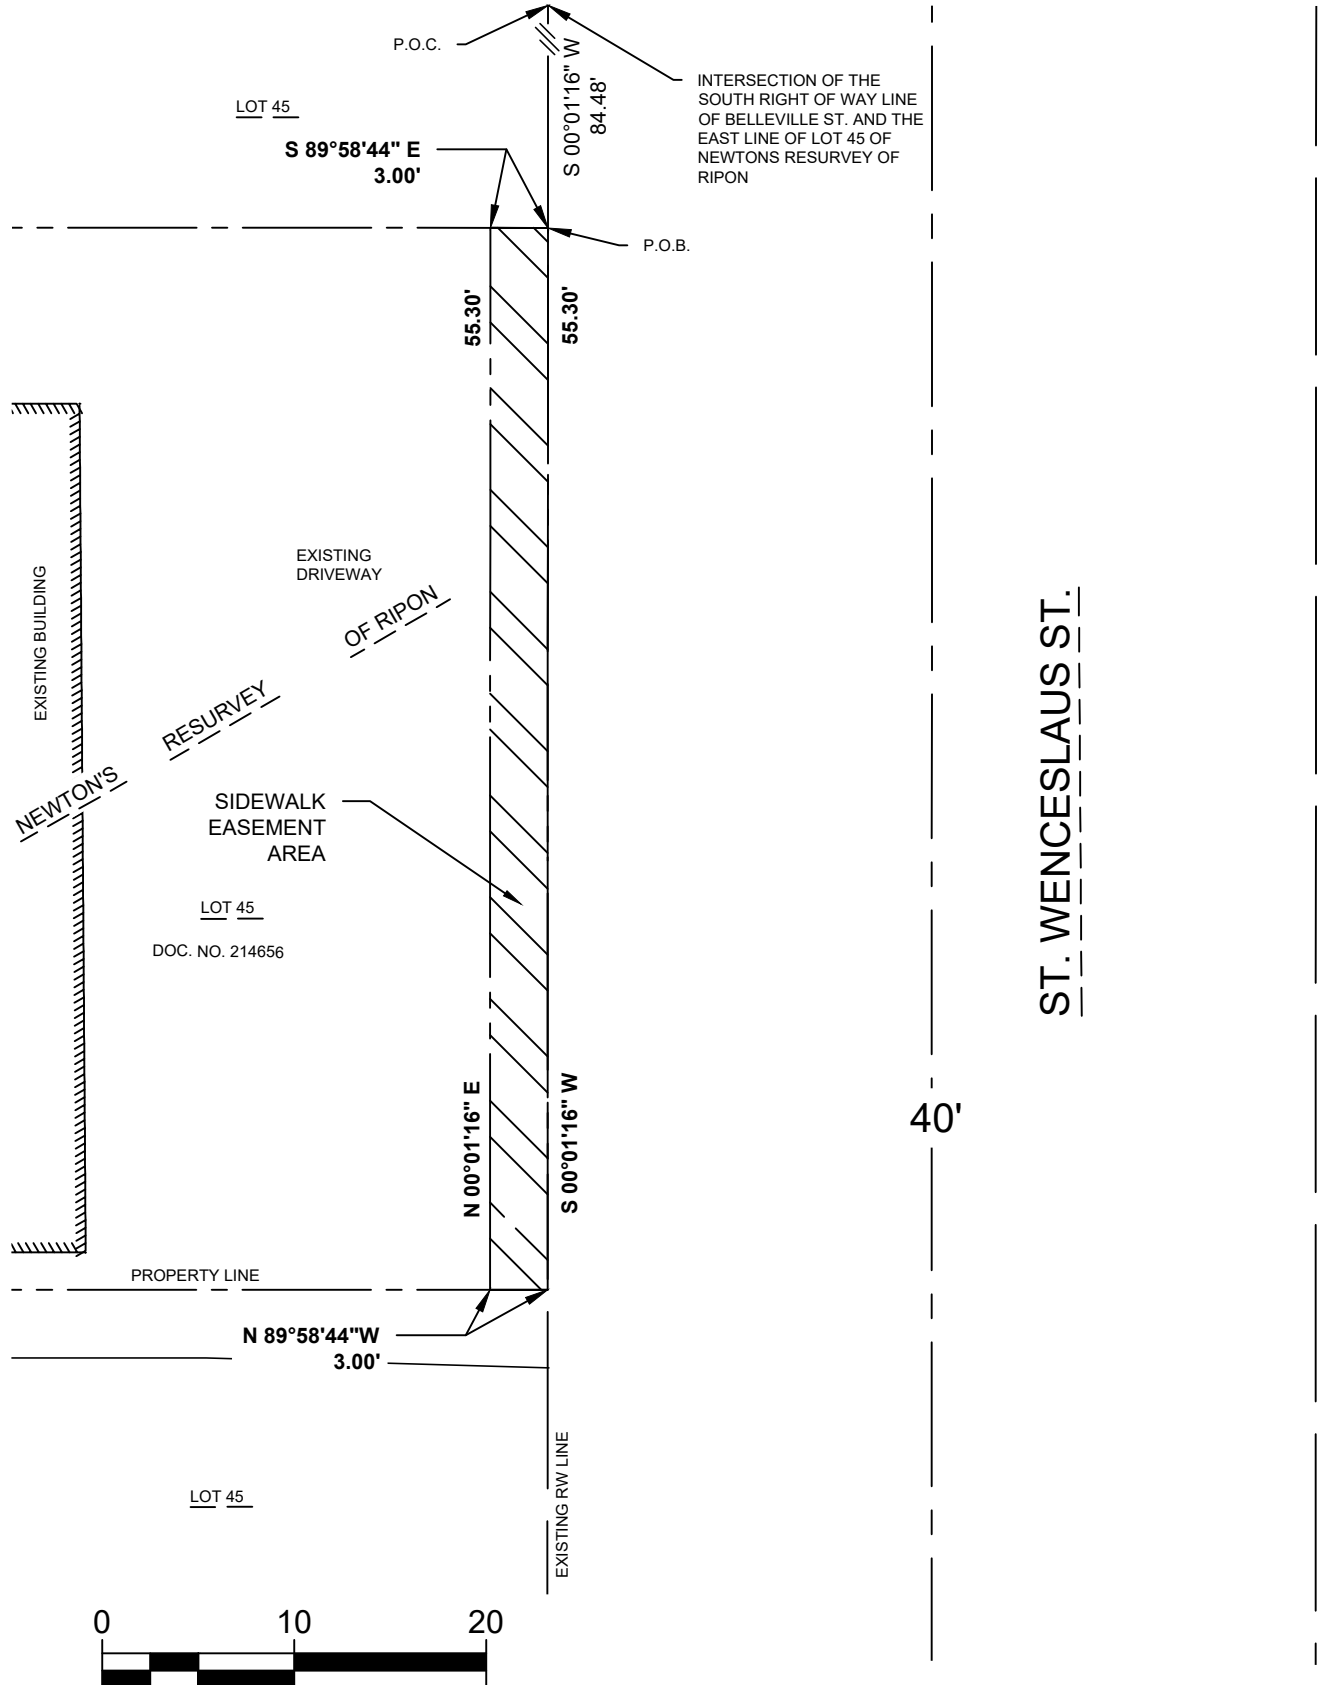 P.O.C.
S 00°01'16" W
84.48'
INTERSECTION OF THE
SOUTH RIGHT OF WAY LINE
OF BELLEVILLE ST. AND THE
EAST LINE OF LOT 45 OF
NEWTONS RESURVEY OF
RIPON
LOT 45
S 89°58'44" E
3.00'
P.O.B.
55.30'
55.30'
EXISTING BUILDING
EXISTING
DRIVEWAY
NEWTON'S RESURVEY OF RIPON
ST. WENCESLAUS ST.
SIDEWALK
EASEMENT
AREA
LOT 45
DOC. NO. 214656
N 00°01'16" E
S 00°01'16" W
40'
PROPERTY LINE
N 89°58'44"W
3.00'
EXISTING RW LINE
LOT 45
0 10 20